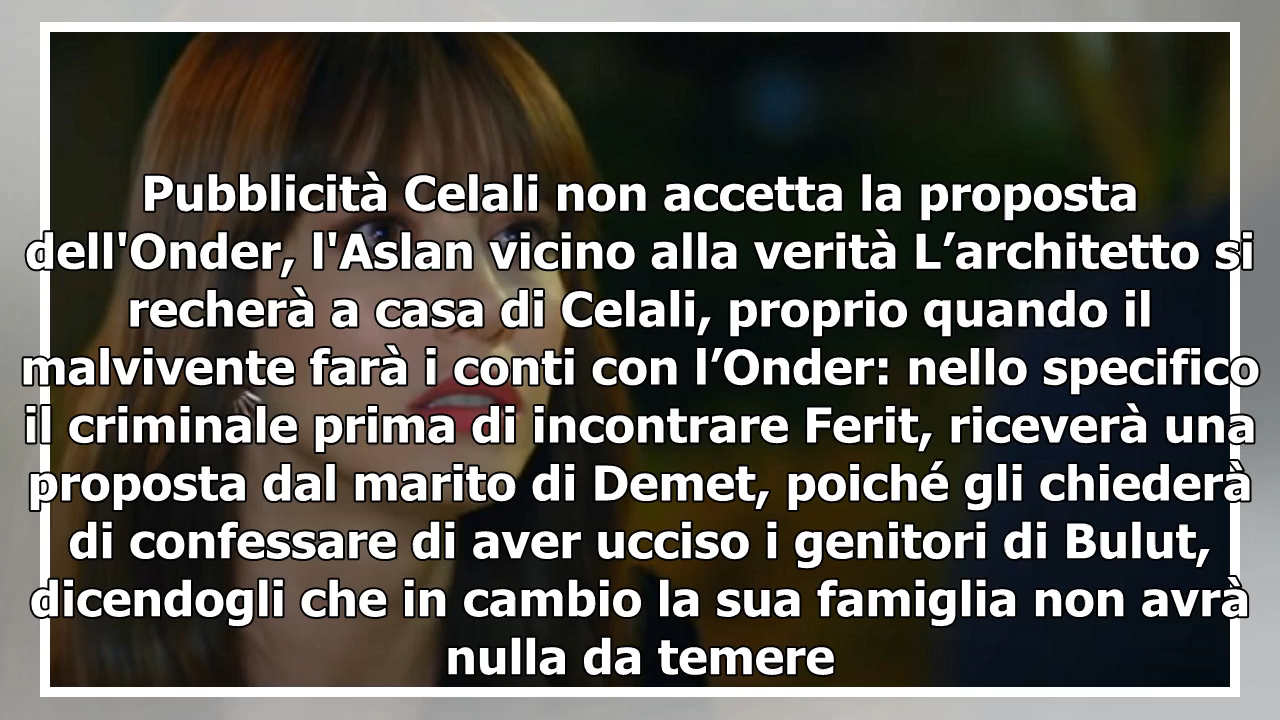 Pubblicità Celali non accetta la proposta
dell'Onder, l'Aslan vicino alla verità L’architetto si
recherà a casa di Celali, proprio quando il
malvivente farà i conti con l’Onder: nello specifico
il criminale prima di incontrare Ferit, riceverà una
proposta dal marito di Demet, poiché gli chiederà
di confessare di aver ucciso i genitori di Bulut,
dicendogli che in cambio la sua famiglia non avrà
nulla da temere